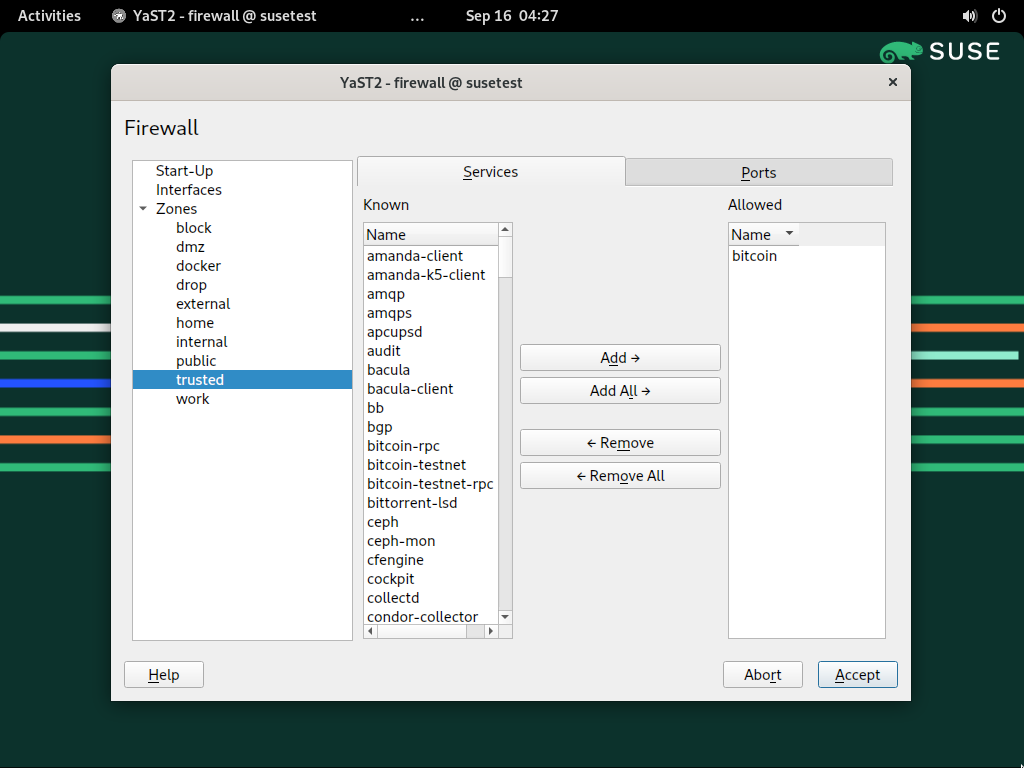 Activities
YaST2 - firewall @ susetest
...
Sep 16 04:27
SUSE
YaST2 - firewall @ susetest
Firewall
Start-Up
Interfaces
Zones
block
dmz
docker
drop
external
home
internal
public
trusted
work
Services
Ports
Known
Name
amanda-client
amanda-k5-client
amqp
amqps
apcupsd
audit
bacula
bacula-client
bb
bgp
bitcoin-rpc
bitcoin-testnet
bitcoin-testnet-rpc
bittorrent-lsd
ceph
ceph-mon
cfengine
cockpit
collectd
condor-collector
Add →
Add All →
← Remove
← Remove All
Allowed
Name
bitcoin
Help
Abort
Accept